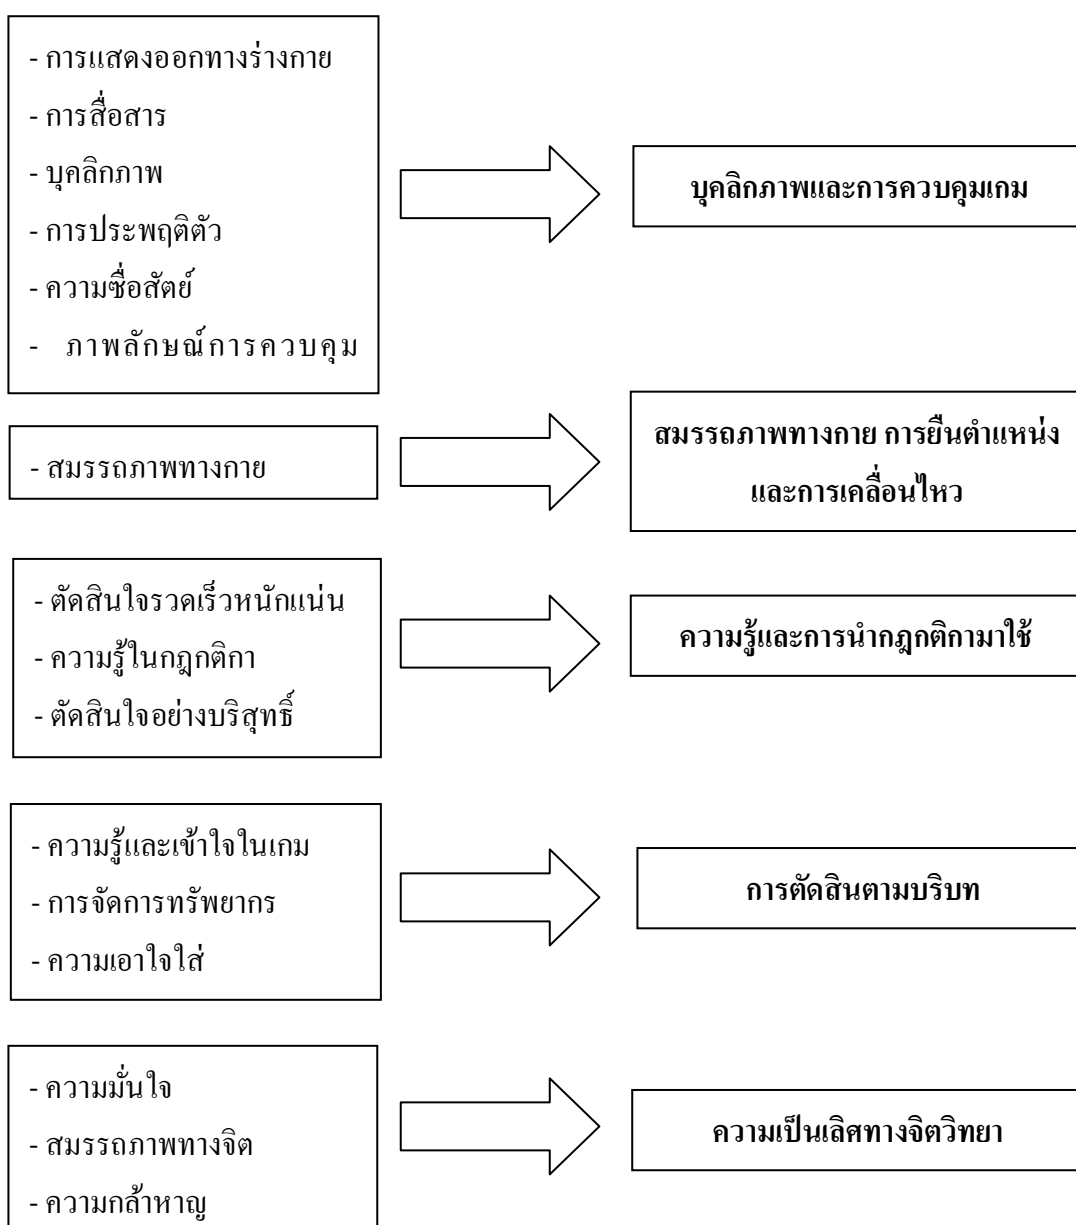 - การแสดงออกทางร่างกาย
- การสื่อสาร
- บุคลิกภาพ
- การประพฤติตัว
- ความซื่อสัตย์
- ภาพลักษณ์การควบคุม
บุคลิกภาพและการควบคุมเกม
- สมรรถภาพทางกาย
สมรรถภาพทางกาย การยืนตำแหน่ง
และการเคลื่อนไหว
- ตัดสินใจรวดเร็วหนักแน่น
- ความรู้ในกฎกติกา
- ตัดสินใจอย่างบริสุทธิ์
ความรู้และการนำกฎกติกามาใช้
- ความรู้และเข้าใจในเกม
- การจัดการทรัพยากร
- ความเอาใจใส่
การตัดสินตามบริบท
- ความมั่นใจ
- สมรรถภาพทางจิต
- ความกล้าหาญ
ความเป็นเลิศทางจิตวิทยา